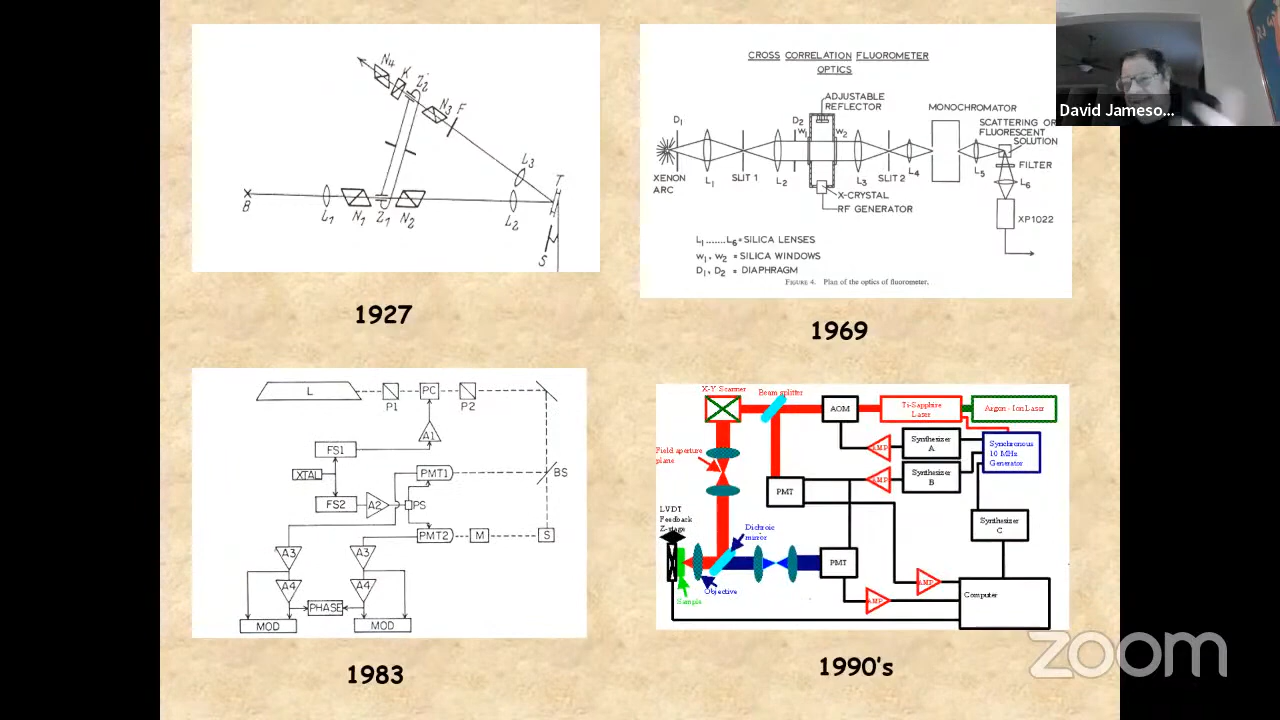 N4
K
Z2
N3
F
L3
T
H
B
L1
N1
Z1
N2
L2
S
1927
CROSS CORRELATION FLUOROMETER
OPTICS
ADJUSTABLE
REFLECTOR
MONOCHROMATOR
D1
D2
W1
W2
SCATTERING OR
FLUORESCENT
SOLUTION
XENON
ARC
L1
SLIT 1
L2
L3
SLIT 2
L4
L5
FILTER
L6
X-CRYSTAL
RF GENERATOR
XP1022
L1.......L6 = SILICA LENSES
W1, W2 = SILICA WINDOWS
D1, D2 = DIAPHRAGM
FIGURE 4. Plan of the optics of fluorometer.
1969
David Jameso...
L
P1
PC
P2
A1
FS1
XTAL
PMT1
BS
FS2
A2
PS
PMT2
M
S
A3
A3
A4
A4
PHASE
MOD
MOD
1983
X-Y Scanner
Beam splitter
AOM
Ti-Sapphire
Laser
Argon - Ion Laser
AMP
Synthesizer
A
Synchronous
10 MHz
Generator
Field aperture
plane
AMP
Synthesizer
B
PMT
LVDT
Feedback
Z-stage
Dichroic
mirror
Synthesizer
C
PMT
Objective
Sample
AMP
AMP
Computer
1990's
zoom